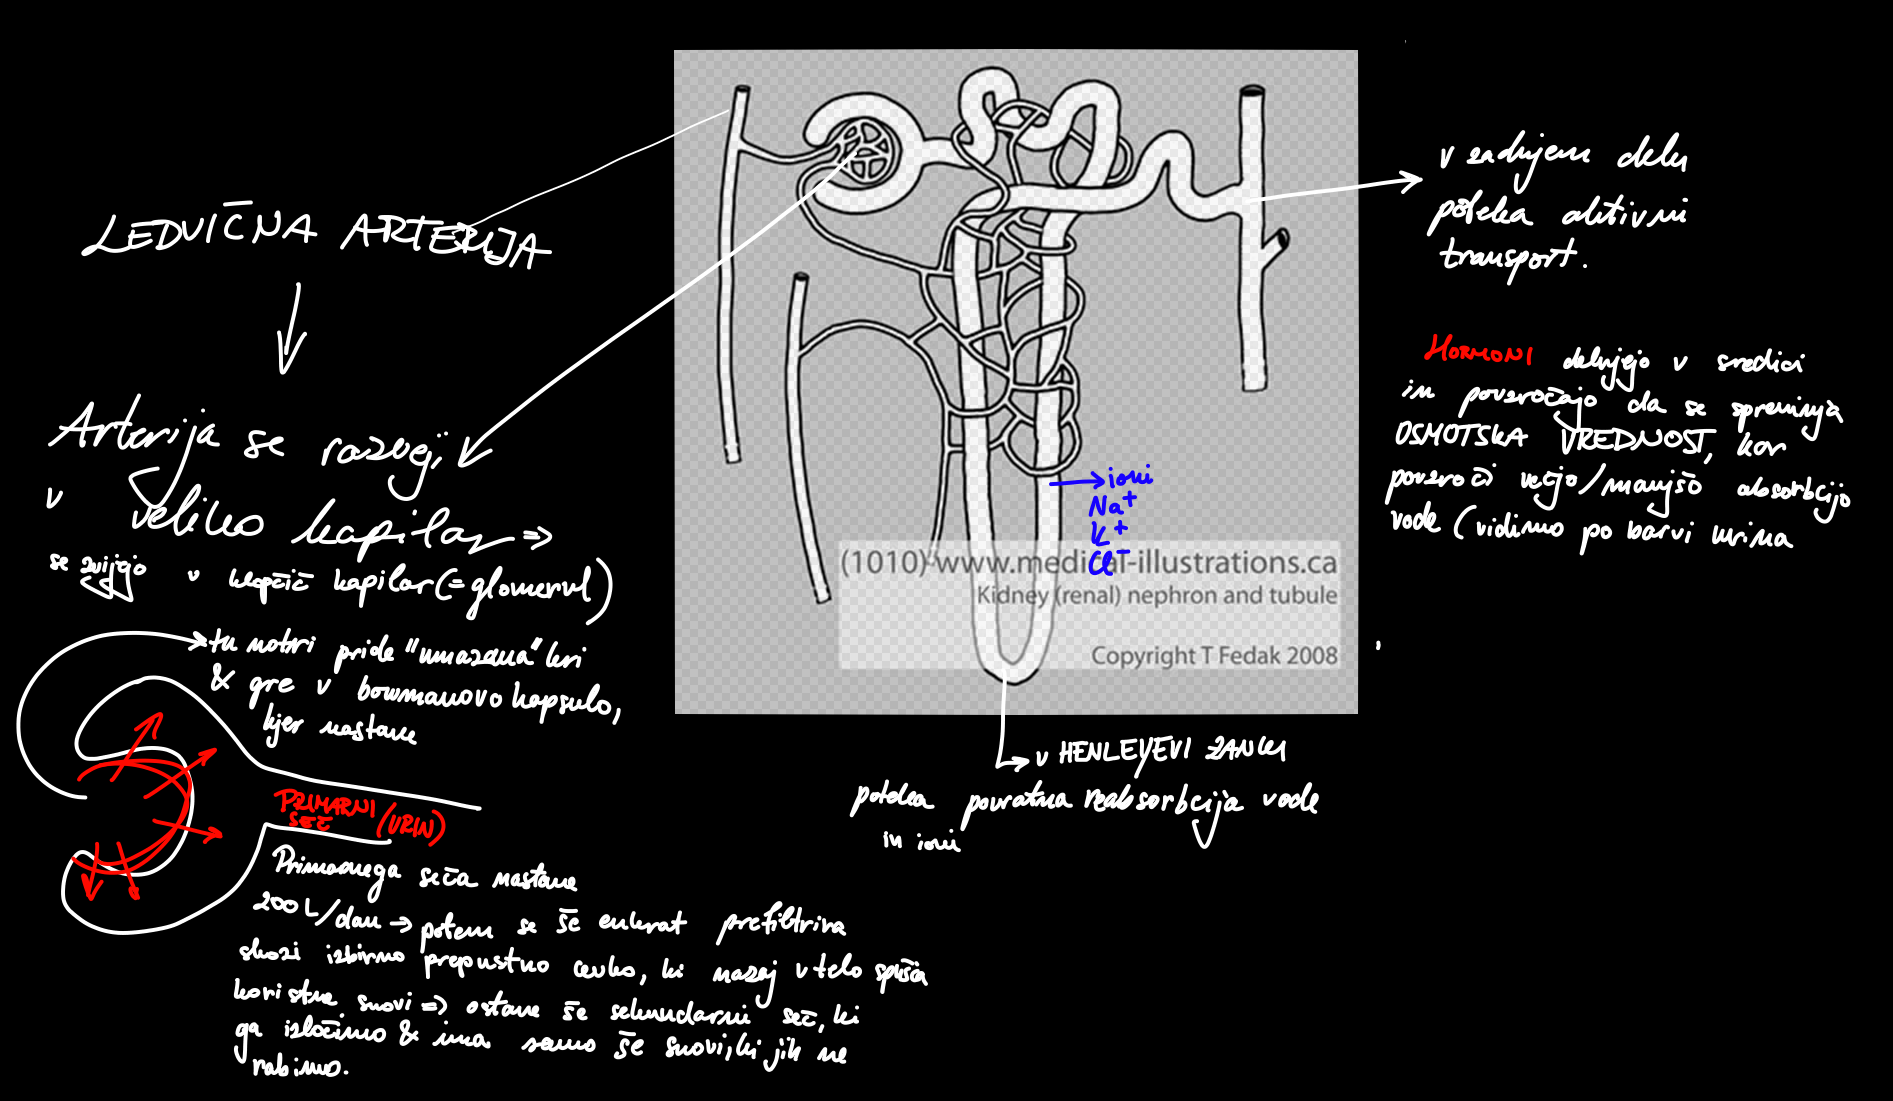 LEDVIČNA ARTERIJA
Arterija se razveji
v veliko kapilar ⇒
se zvijejo v klopčič kapilar (= glomerul)
→ tu notri pride "umazana" kri
& gre v bowmanovo kapsulo,
kjer nastane
PRIMARNI
SEČ (URIN)
Primarnega seča nastane
200 L/dan → potem se še enkrat prefiltrira
skozi izbirno prepustno cevko, ki nazaj v telo spušča
koristne snovi ⇒ ostane še sekundarni seč, ki
ga izločimo & ima samo še snovi, ki jih ne
rabimo.
→ ioni
Na⁺
K⁺
Cl⁻
(1010) www.medical-illustrations.ca
Kidney (renal) nephron and tubule
Copyright T Fedak 2008
→ v HENLEYEVI ZANKI
poteka povratna reabsorbcija vode
in ioni
v zadnjem delu
poteka aktivni
transport.
HORMONI delujejo v sredici
in povzročajo da se spreminja
OSMOTSKA VREDNOST, kar
povzroči večjo/manjšo absorbcijo
vode (vidimo po barvi urina